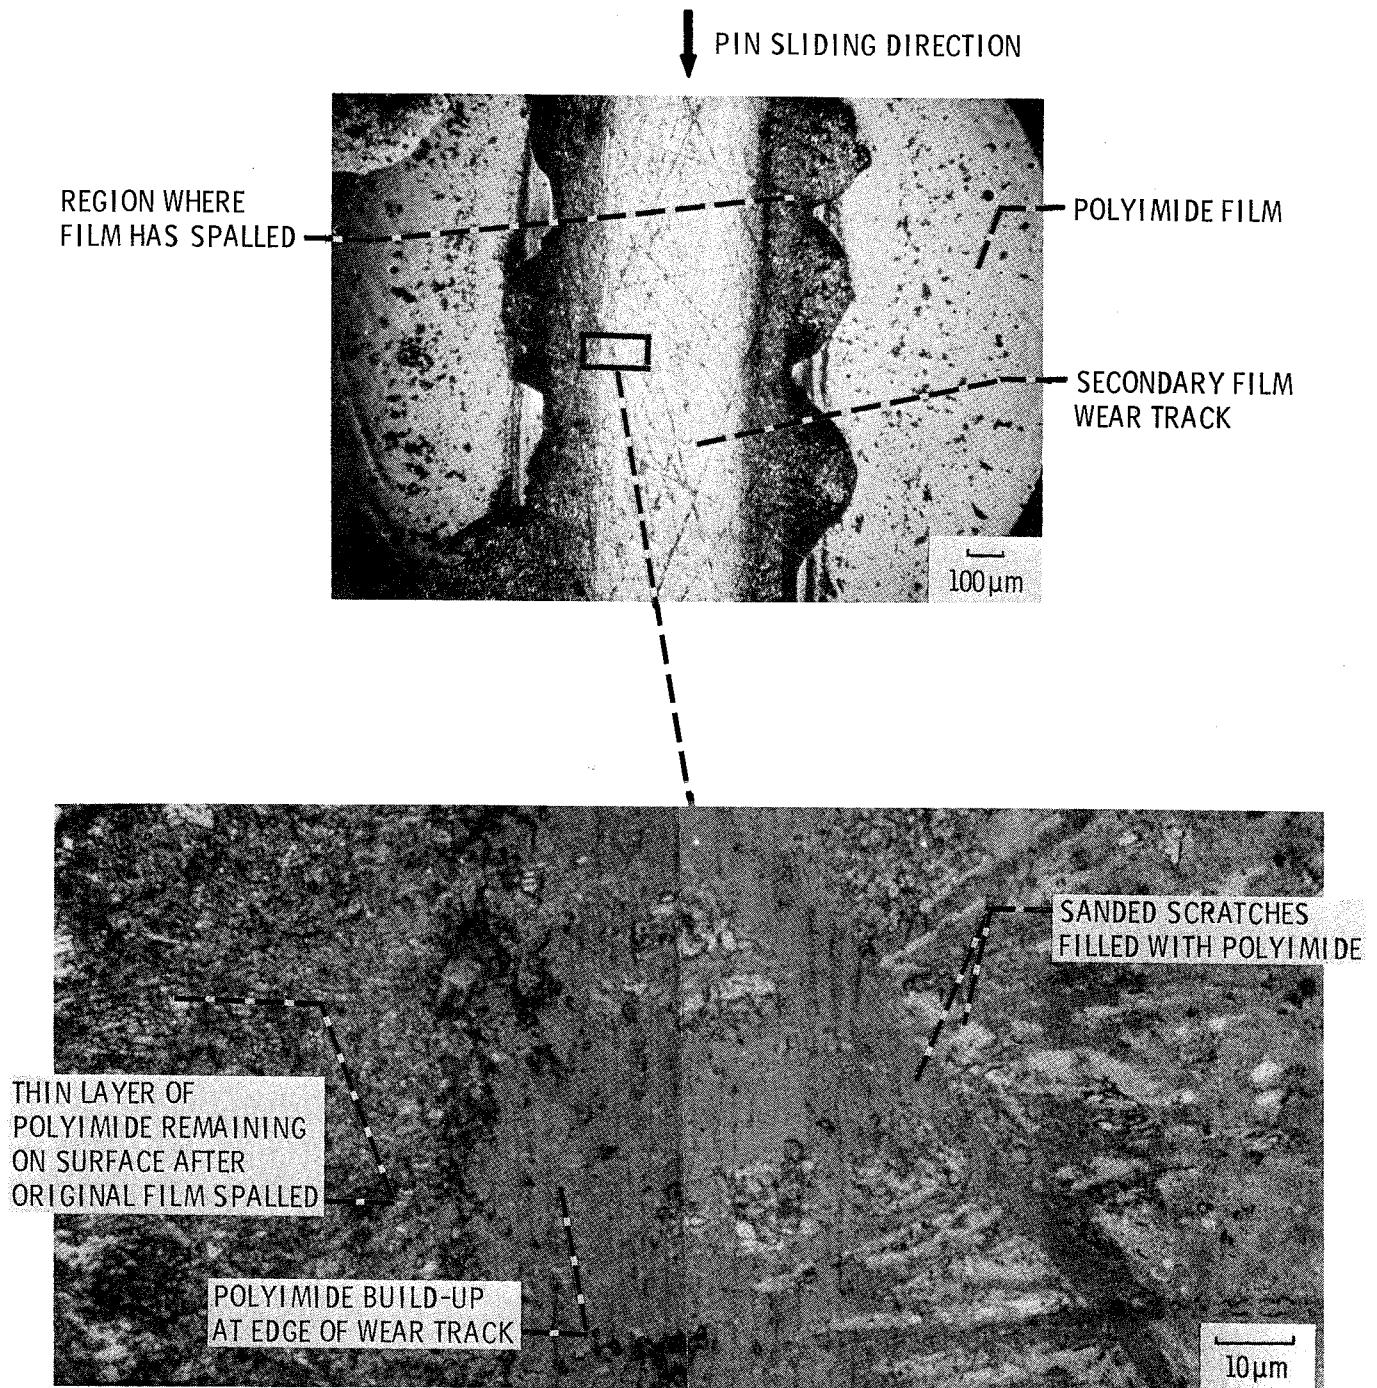 PIN SLIDING DIRECTION
REGION WHERE
FILM HAS SPALLED
POLYIMIDE FILM
SECONDARY FILM
WEAR TRACK
100 μm
SANDED SCRATCHES
FILLED WITH POLYIMIDE
THIN LAYER OF
POLYIMIDE REMAINING
ON SURFACE AFTER
ORIGINAL FILM SPALLED
POLYIMIDE BUILD-UP
AT EDGE OF WEAR TRACK
10 μm